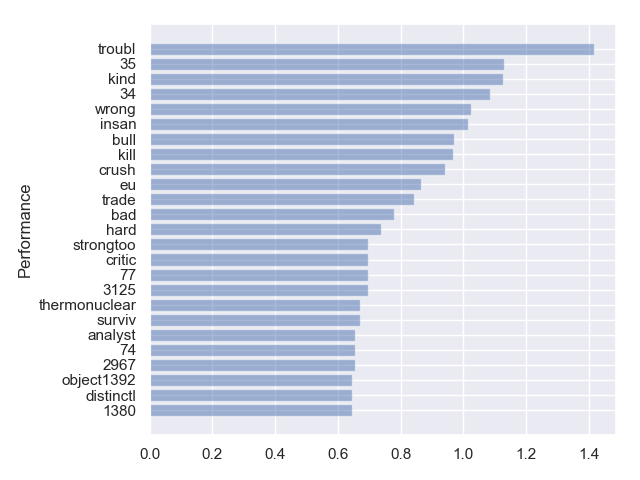 troubl
35
kind
34
wrong
insan
bull
kill
crush
eu
trade
bad
hard
strongtoo
critic
77
3125
thermonuclear
surviv
analyst
74
2967
object1392
distinctl
1380
Performance
0.0 0.2 0.4 0.6 0.8 1.0 1.2 1.4